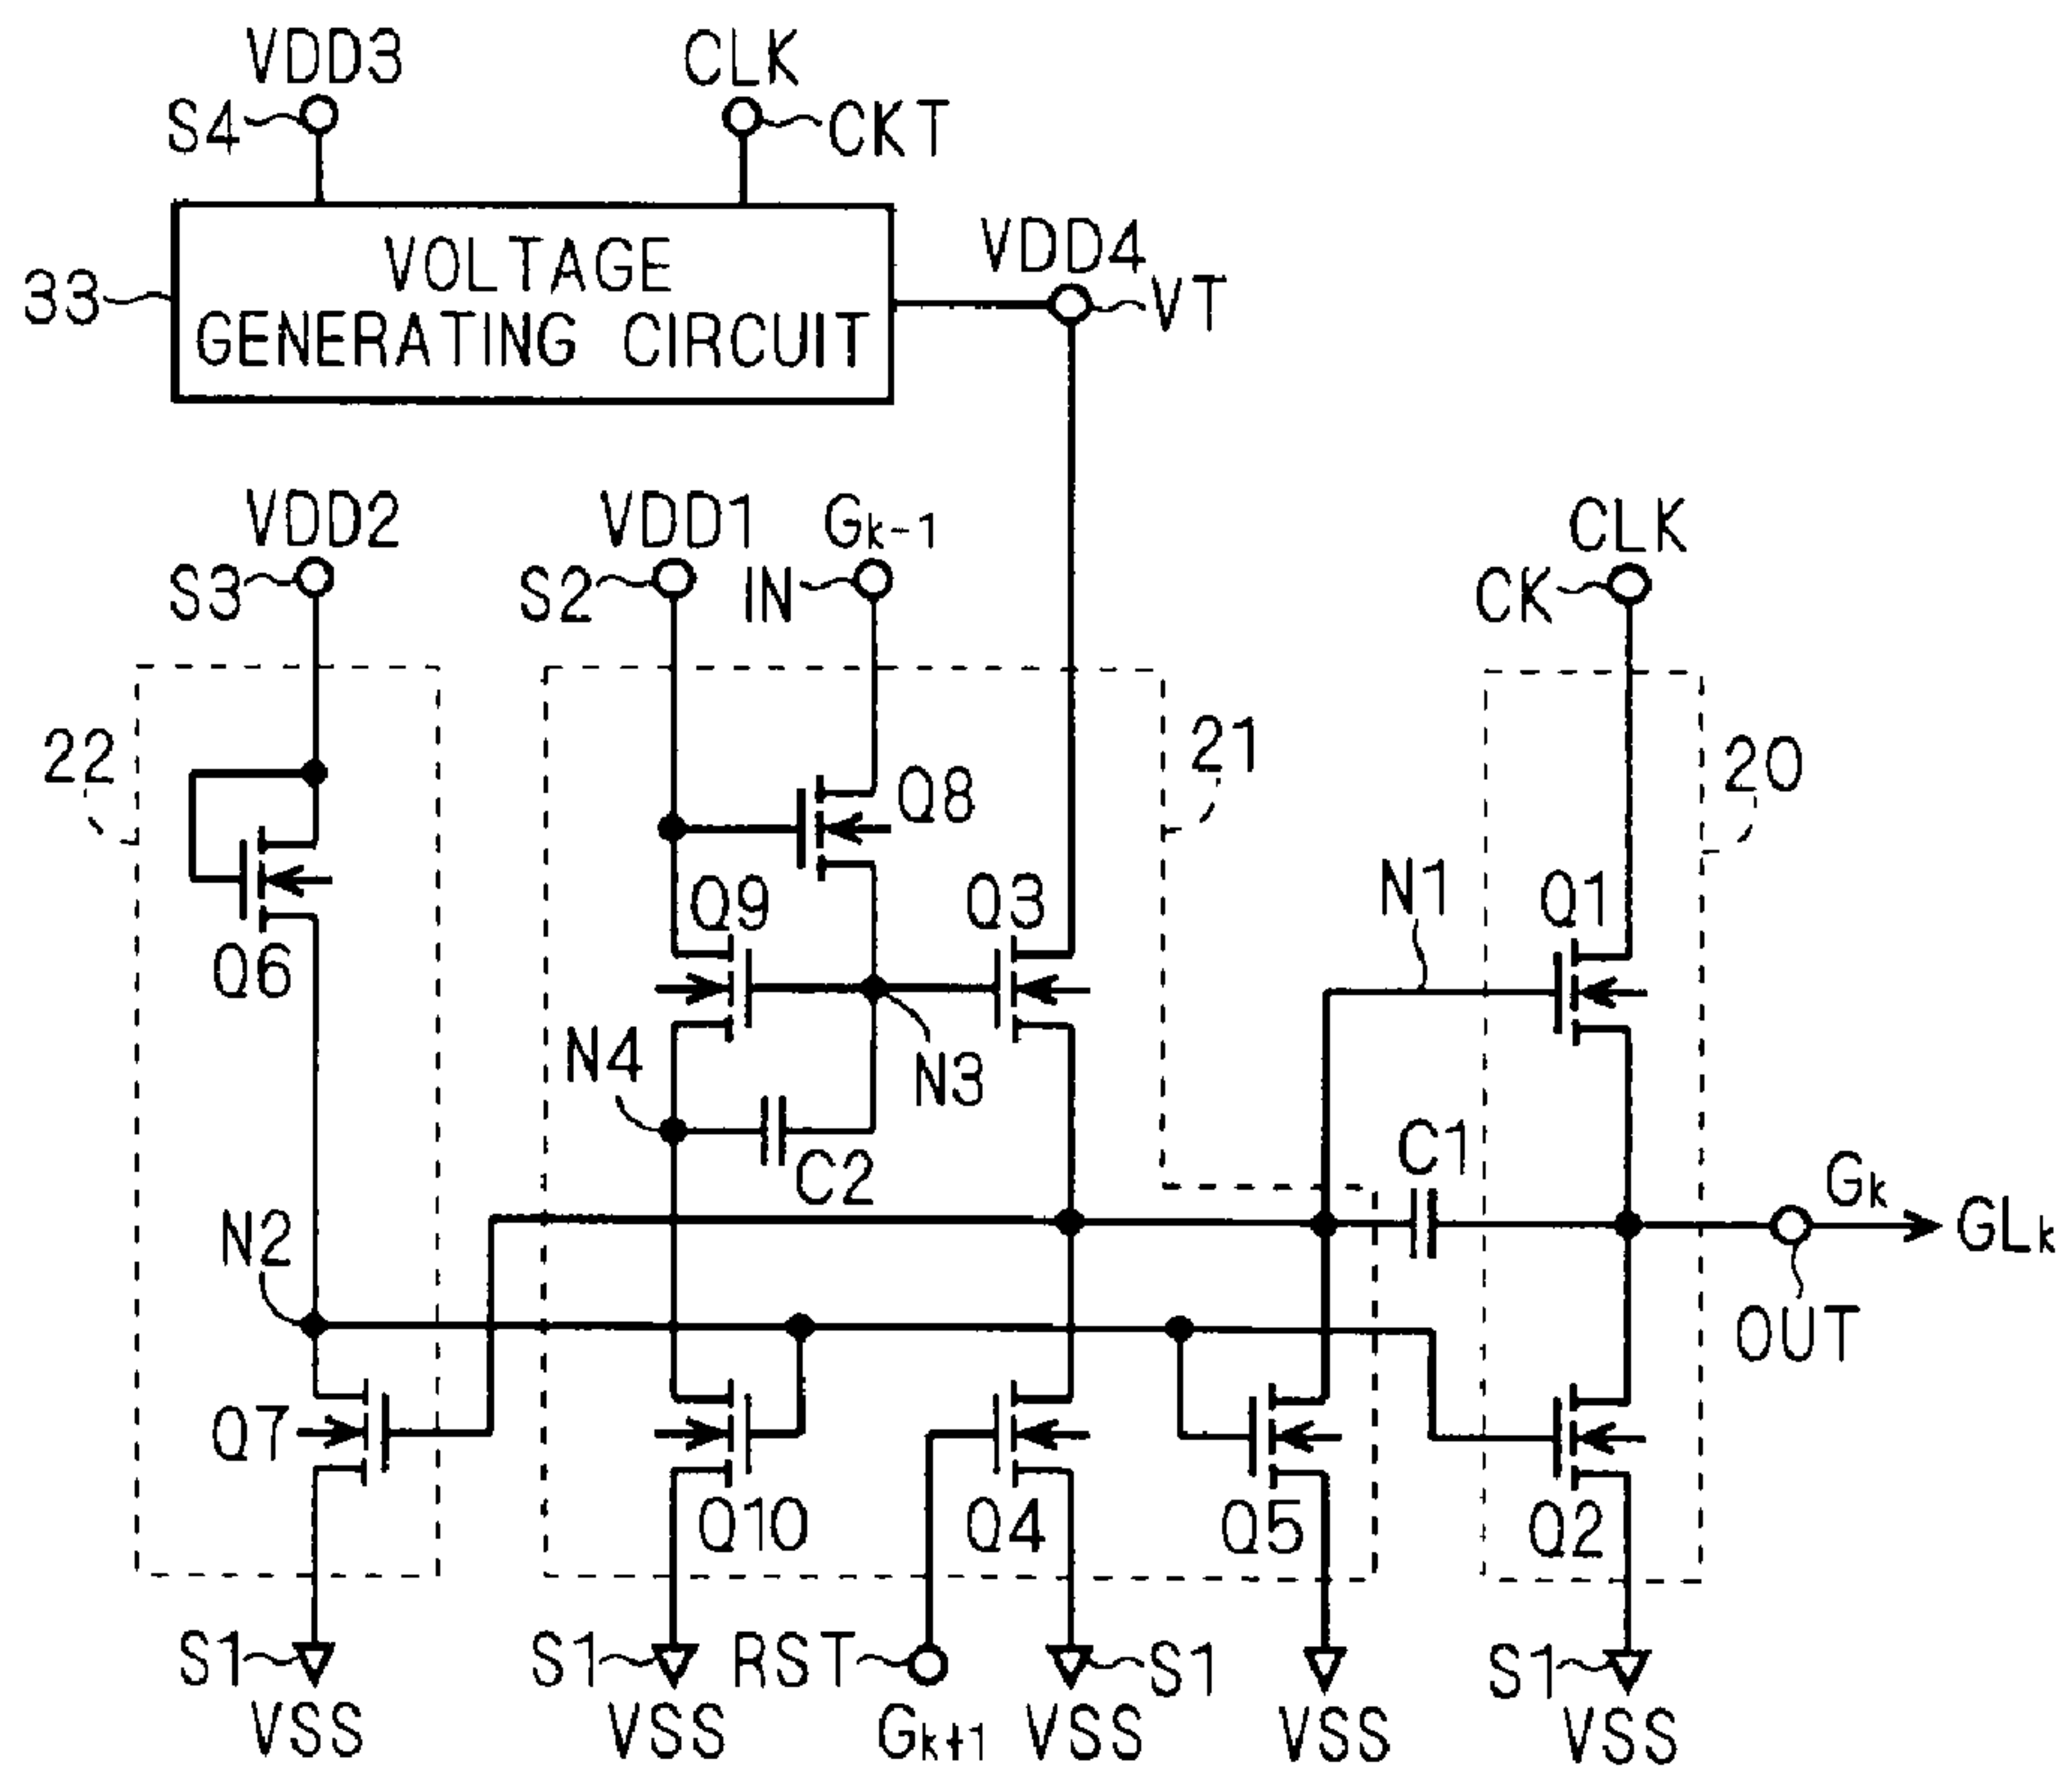 VDD3
CLK
S4
CKT
VOLTAGE
GENERATING CIRCUIT
33
VDD4
VT
VDD2
VDD1
Gk-1
CLK
S3
S2
IN
CK
22
21
20
Q8
Q9
Q3
N1
Q1
Q6
N4
N3
C2
C1
Gk
GLk
N2
OUT
Q7
Q10
Q4
Q5
Q2
S1
S1
RST
S1
S1
VSS
VSS
Gk+1
VSS
VSS
VSS